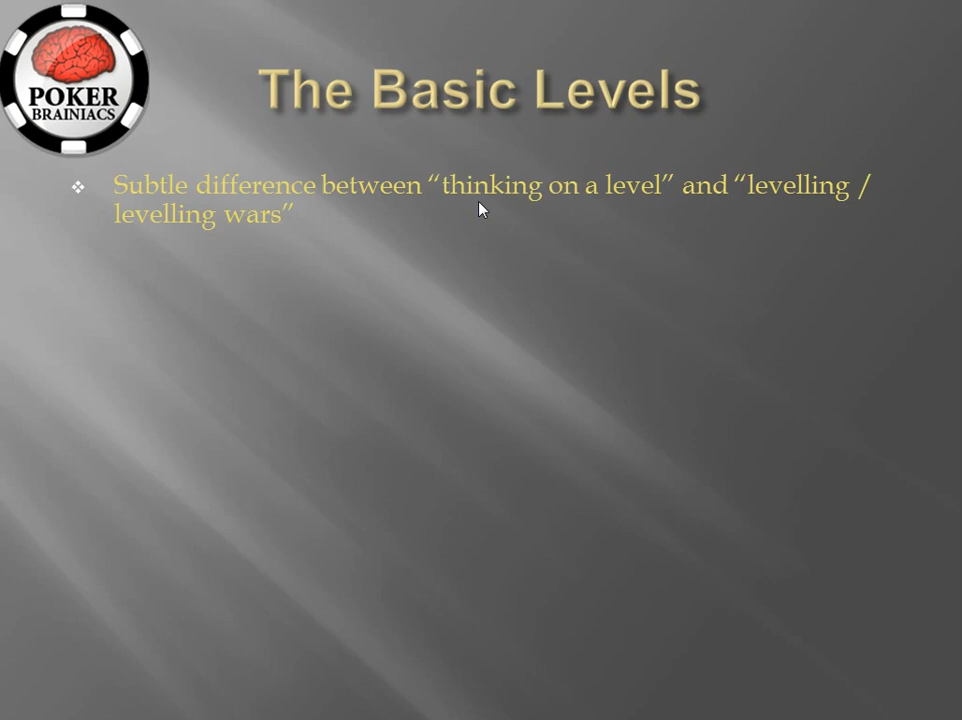 POKER
BRAINIACS
The Basic Levels
Subtle difference between “thinking on a level” and “levelling /
levelling wars”